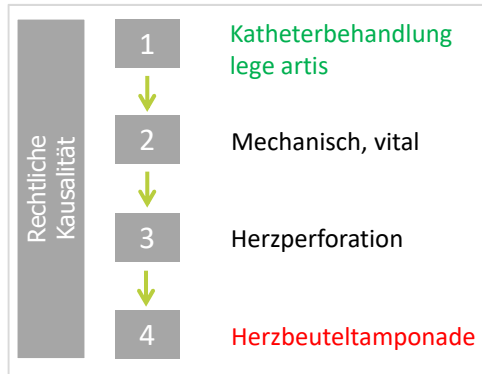 Rechtliche
Kausalität
1
Katheterbehandlung
lege artis
2
Mechanisch, vital
3
Herzperforation
4
Herzbeuteltamponade